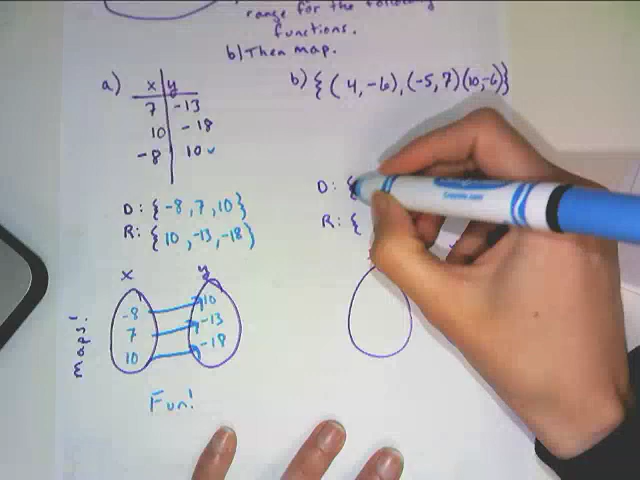 range for the following
functions.
b) Then map.
a)
x y
7 -13
10 -18
-8 10
D: {-8, 7, 10}
R: {10, -13, -18}
x y
-8 10
7 -13
10 -18
maps!
Fun!
b) {(4, -6), (-5, 7) (10, -6)}
D: {
R: {
Crayola